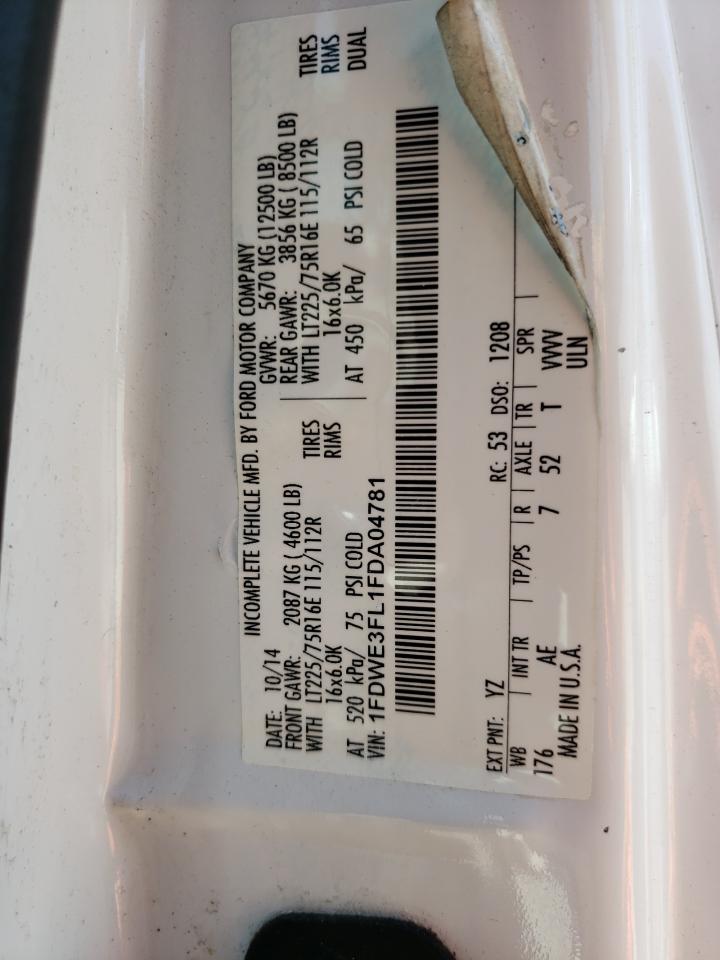 INCOMPLETE VEHICLE MFD. BY FORD MOTOR COMPANY
DATE: 10/14 GVWR: 5670 KG (12500 LB)
FRONT GAWR: 2087 KG ( 4600 LB) REAR GAWR: 3856 KG ( 8500 LB)
WITH LT225/75R16E 115/112R TIRES WITH LT225/75R16E 115/112R TIRES
16x6.0K RIMS 16x6.0K RIMS
AT 520 kPa/ 75 PSI COLD AT 450 kPa/ 65 PSI COLD DUAL
VIN: 1FDWE3FL1FDA04781
EXT PNT: YZ RC: 53 DSO: 1208
WB INT TR TP/PS R AXLE TR SPR
176 AE 7 52 T VVVV
MADE IN U.S.A. ULN